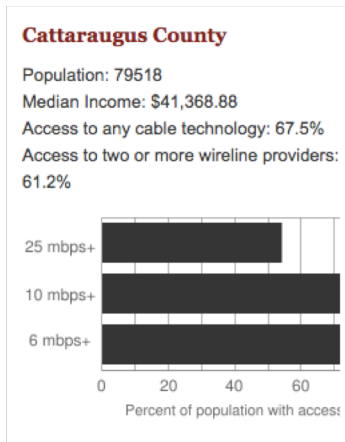 Cattaraugus County
Population: 79518
Median Income: $41,368.88
Access to any cable technology: 67.5%
Access to two or more wireline providers:
61.2%
25 mbps+
10 mbps+
6 mbps+
0 20 40 60
Percent of population with access